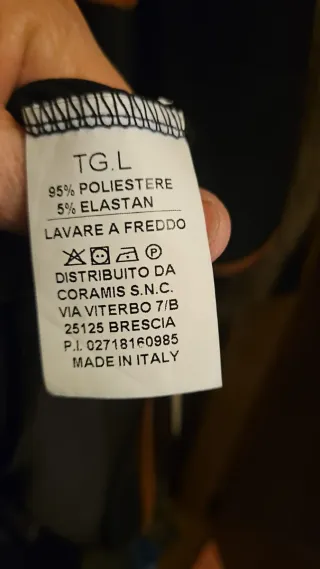 TG.L
95% POLIESTERE
5% ELASTAN
LAVARE A FREDDO
P
DISTRIBUITO DA
CORAMIS S.N.C.
VIA VITERBO 7/B
25125 BRESCIA
P.I. 02718160985
MADE IN ITALY